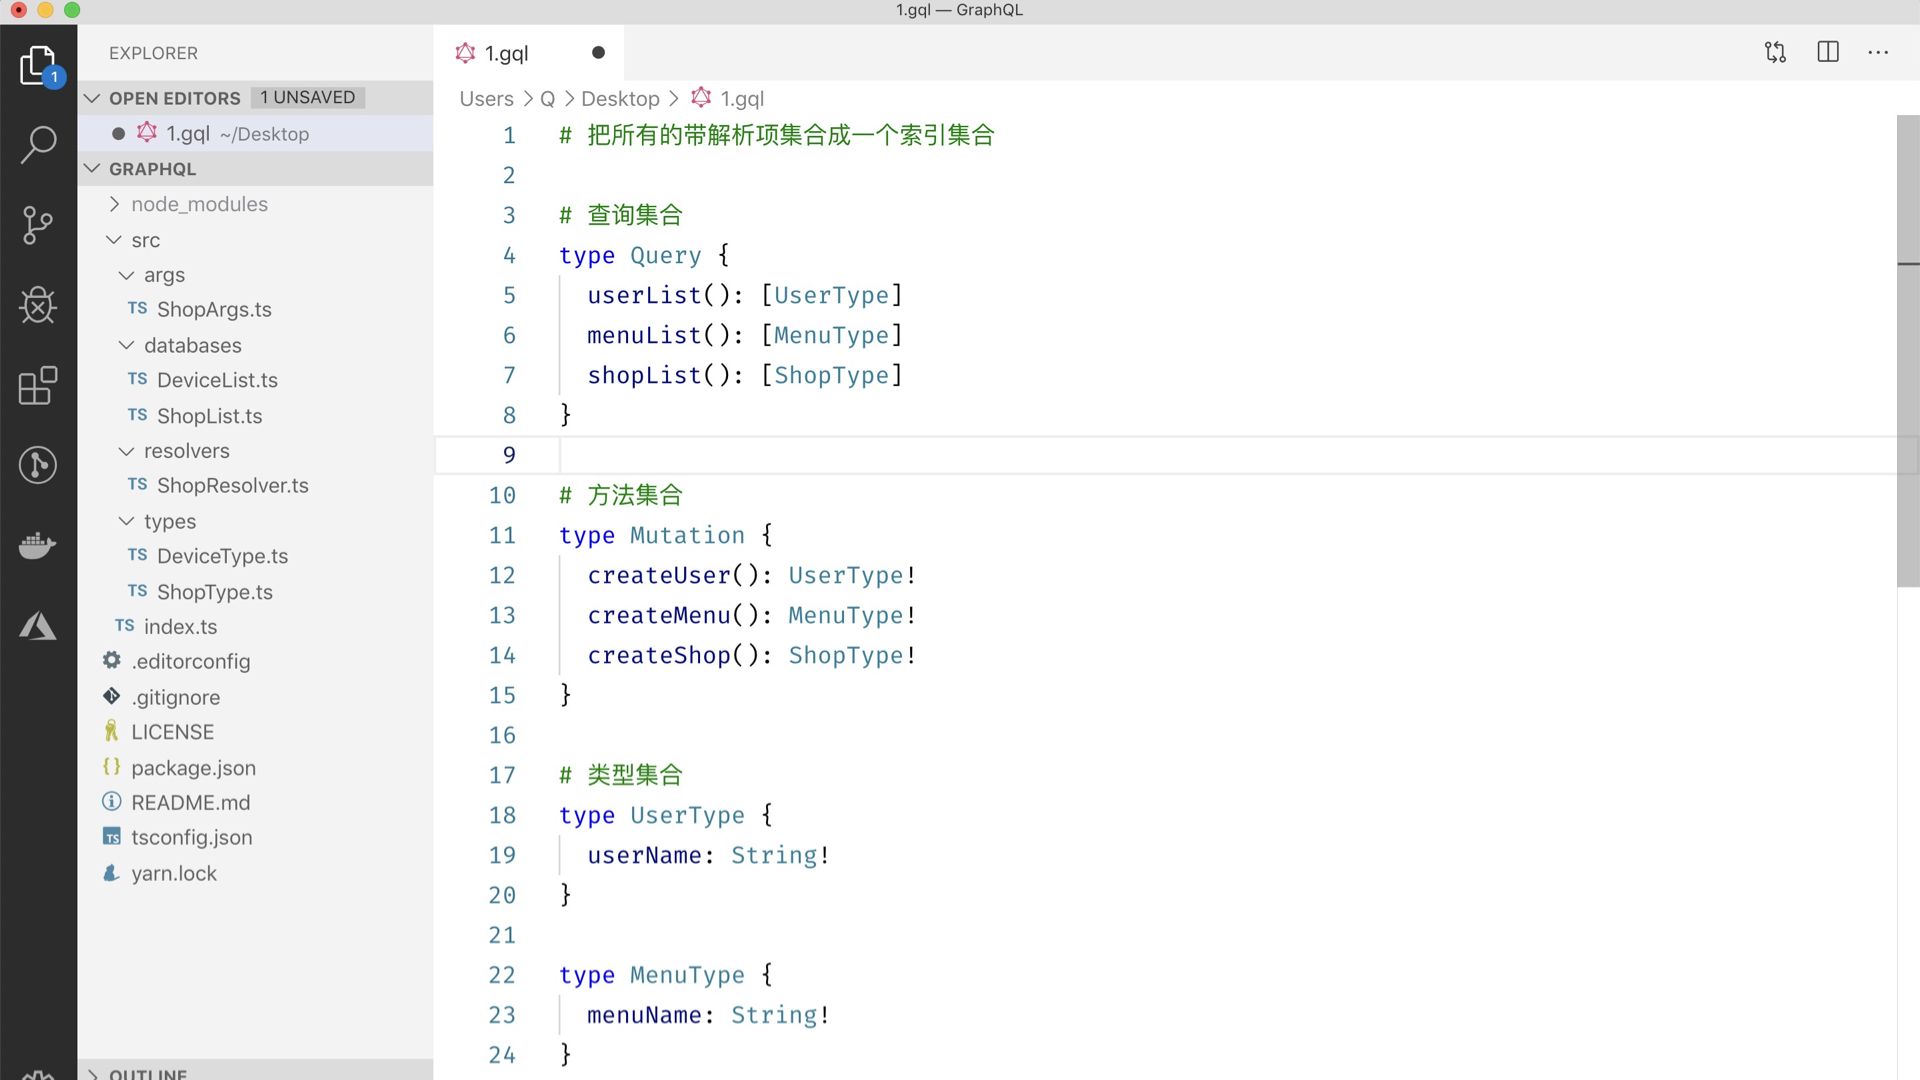 1.gql — GraphQL
EXPLORER
1
OPEN EDITORS 1 UNSAVED
1.gql ~/Desktop
GRAPHQL
node_modules
src
args
TS ShopArgs.ts
databases
TS DeviceList.ts
TS ShopList.ts
resolvers
TS ShopResolver.ts
types
TS DeviceType.ts
TS ShopType.ts
TS index.ts
.editorconfig
.gitignore
LICENSE
{} package.json
README.md
TS tsconfig.json
yarn.lock
OUTLINE
1.gql
Users > Q > Desktop > 1.gql
1 # 把所有的带解析项集合成一个索引集合
2
3 # 查询集合
4 type Query {
5 userList(): [UserType]
6 menuList(): [MenuType]
7 shopList(): [ShopType]
8 }
9
10 # 方法集合
11 type Mutation {
12 createUser(): UserType!
13 createMenu(): MenuType!
14 createShop(): ShopType!
15 }
16
17 # 类型集合
18 type UserType {
19 userName: String!
20 }
21
22 type MenuType {
23 menuName: String!
24 }